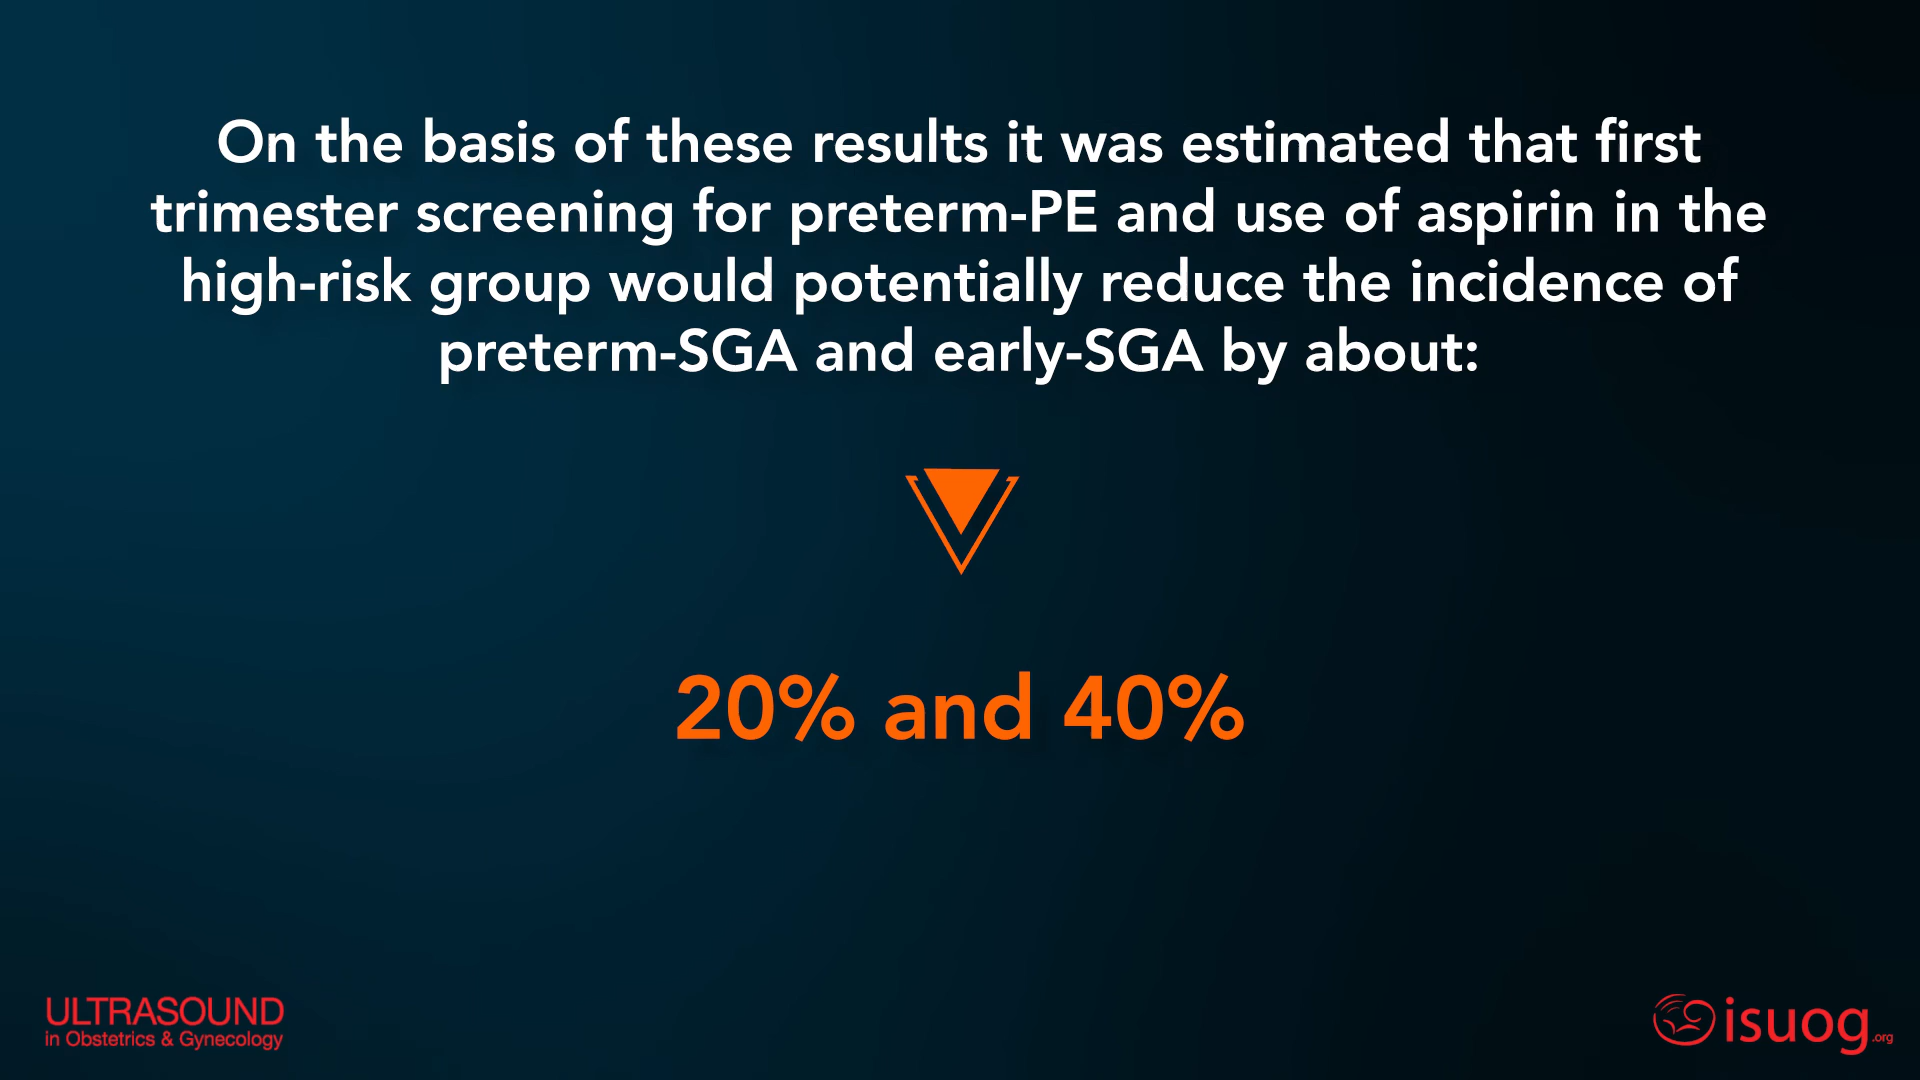 On the basis of these results it was estimated that first
trimester screening for preterm-PE and use of aspirin in the
high-risk group would potentially reduce the incidence of
preterm-SGA and early-SGA by about:
20% and 40%
ULTRASOUND
in Obstetrics & Gynecology
isuog.org